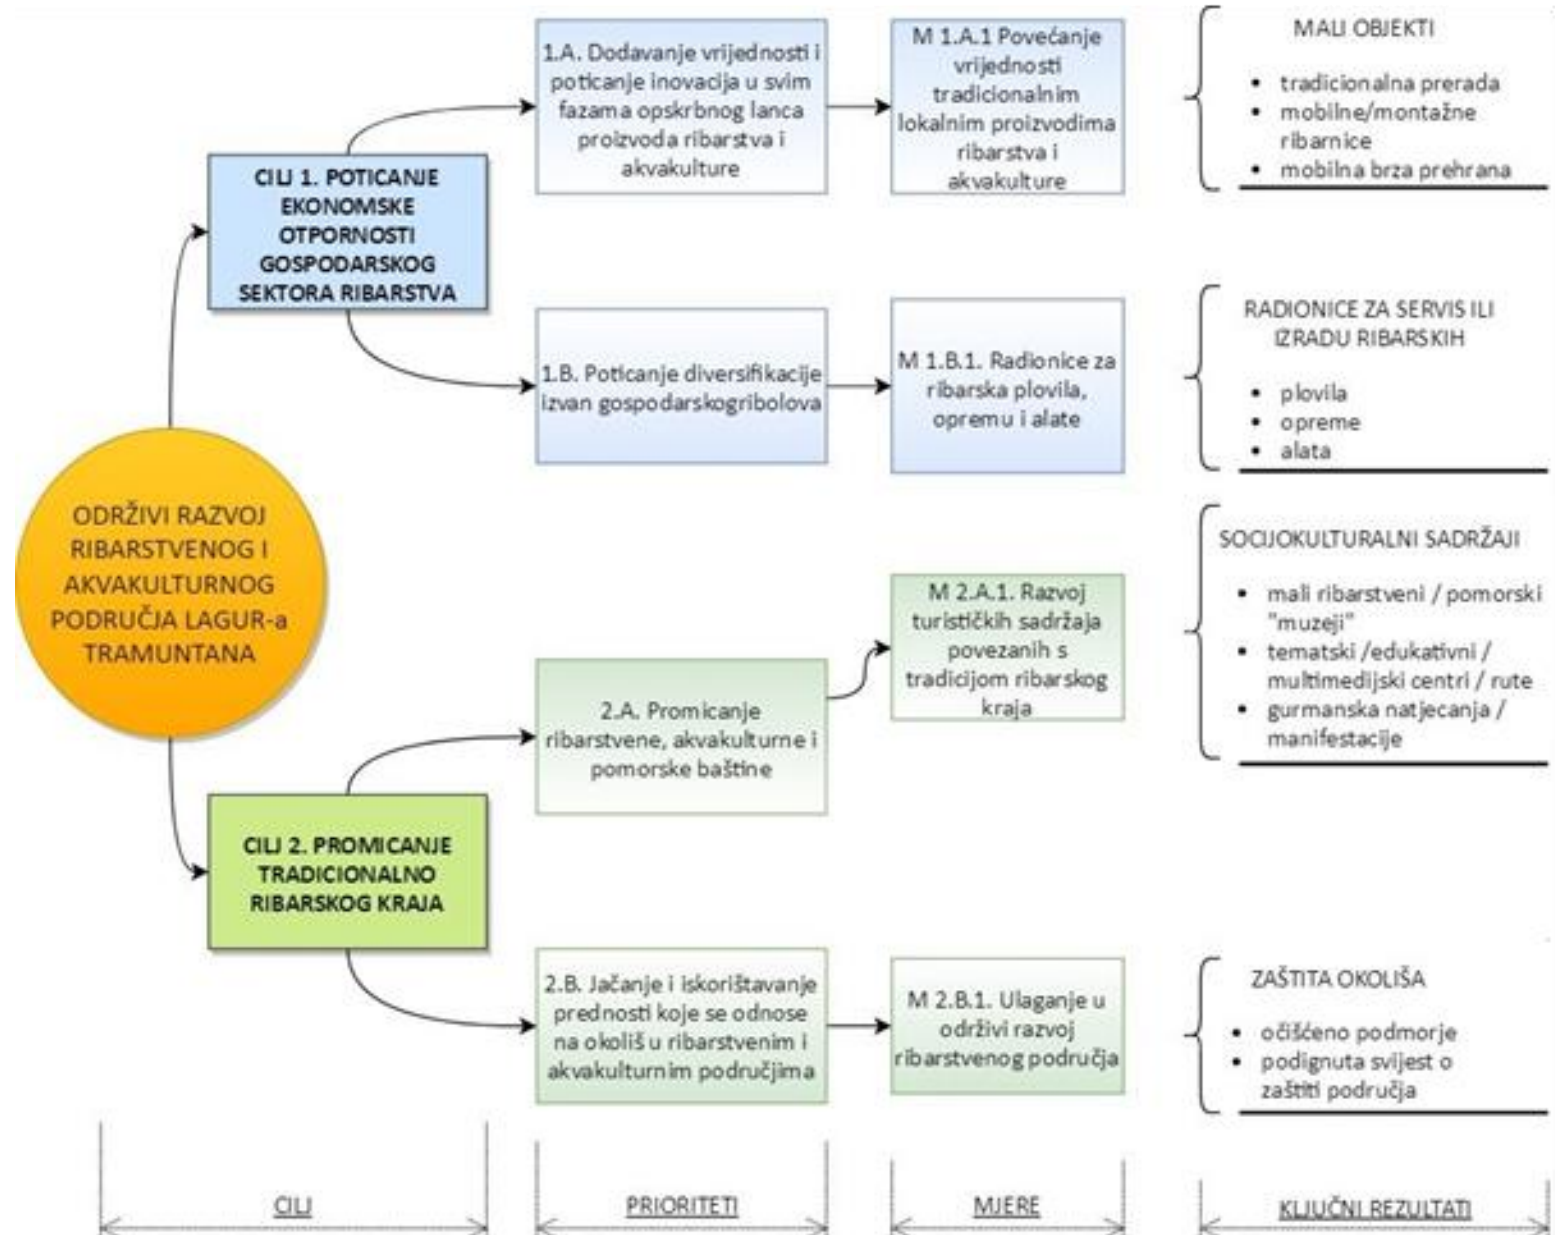 ODRŽIVI RAZVOJ
RIBARSTVENOG I
AKVAKULTURNOG
PODRUČJA LAGUR-a
TRAMUNTANA
CILJ 1. POTICANJE
EKONOMSKE
OTPORNOSTI
GOSPODARSKOG
SEKTORA RIBARSTVA
1.A. Dodavanje vrijednosti i
poticanje inovacija u svim
fazama opskrbnog lanca
proizvoda ribarstva i
akvakulture
M 1.A.1 Povećanje
vrijednosti
tradicionalnim
lokalnim proizvodima
ribarstva i
akvakulture
MALI OBJEKTI
• tradicionalna prerada
• mobilne/montažne
ribarnice
• mobilna brza prehrana
1.B. Poticanje diversifikacije
izvan gospodarskogribolova
M 1.B.1. Radionice za
ribarska plovila,
opremu i alate
RADIONICE ZA SERVIS ILI
IZRADU RIBARSKIH
• plovila
• opreme
• alata
CILJ 2. PROMICANJE
TRADICIONALNO
RIBARSKOG KRAJA
2.A. Promicanje
ribarstvene, akvakulturne i
pomorske baštine
M 2.A.1. Razvoj
turističkih sadržaja
povezanih s
tradicijom ribarskog
kraja
SOCIJOKULTURALNI SADRŽAJI
• mali ribarstveni / pomorski
"muzeji"
• tematski /edukativni /
multimedijski centri / rute
• gurmanska natjecanja /
manifestacije
2.B. Jačanje i iskorištavanje
prednosti koje se odnose
na okoliš u ribarstvenim i
akvakulturnim područjima
M 2.B.1. Ulaganje u
održivi razvoj
ribarstvenog područja
ZAŠTITA OKOLIŠA
• očišćeno podmorje
• podignuta svijest o
zaštiti područja
CILJ
PRIORITETI
MJERE
KLJUČNI REZULTATI